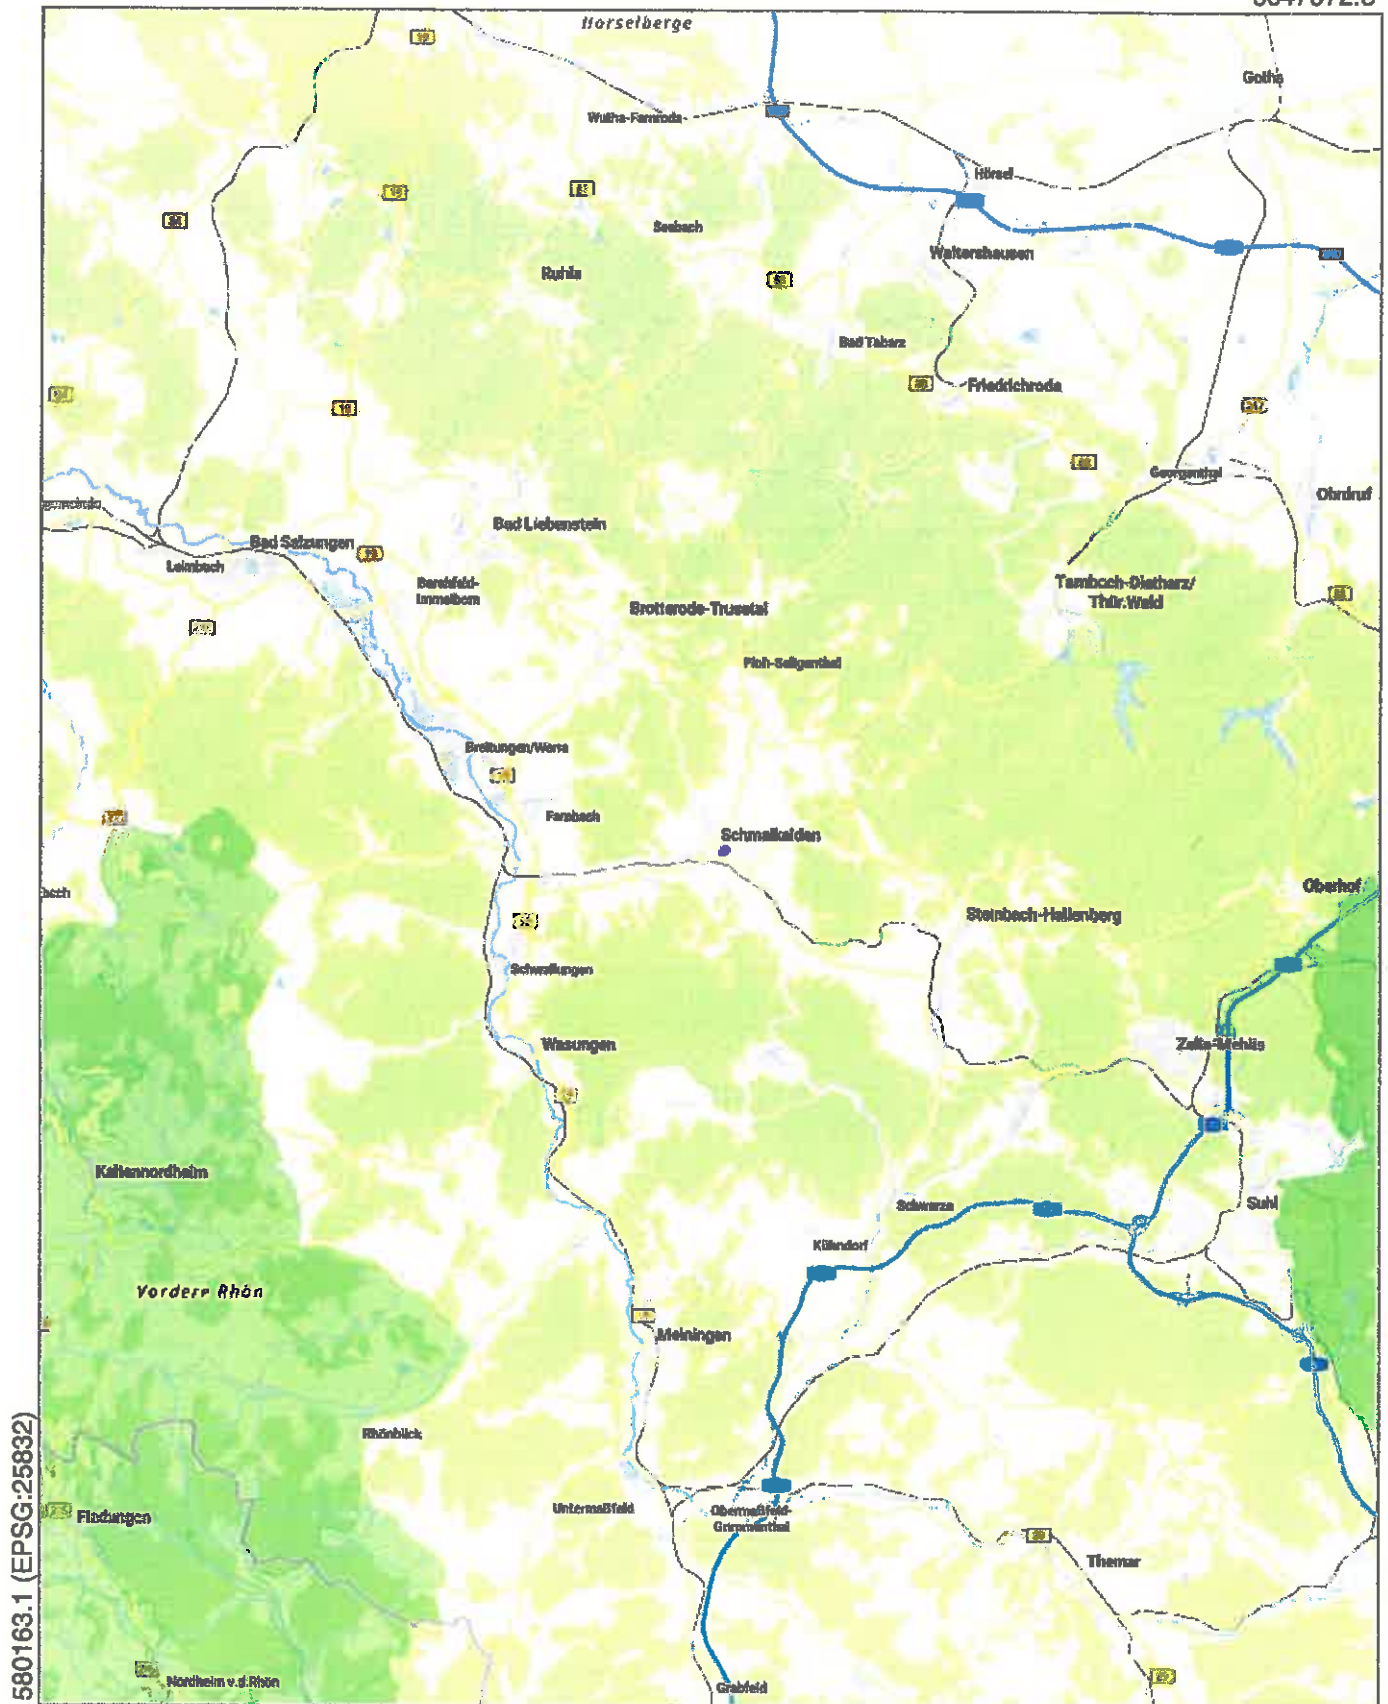 Hörselberge
Gotha
Wutha-Farnroda
Hörsel
Seebach
Waltershausen
Ruhla
Bad Tabarz
Friedrichroda
19
Georgenthal
Ohrdruf
Bad Liebenstein
Bad Salzungen
Leimbach
Barchfeld-
Immelborn
Tambach-Dietharz/
Thür.Wald
Brotterode-Trusetal
Floh-Seligenthal
Breitungen/Werra
Fambach
Schmalkalden
Oberhof
Steinbach-Hallenberg
Schwallungen
Wasungen
Zella-Mehlis
Kaltennordheim
Schwarza
Suhl
Kühndorf
Vordere Rhön
Meiningen
Rhönblick
Untermaßfeld
Obermaßfeld-
Grimmenthal
Fladungen
Themar
Nordheim v.d.Rhön
Grabfeld
580163.1 (EPSG:25832)